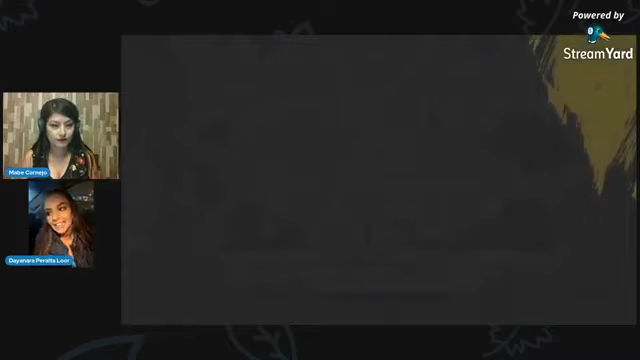 Powered by
StreamYard
Mabe Cornejo
Dayanara Peralta Loor